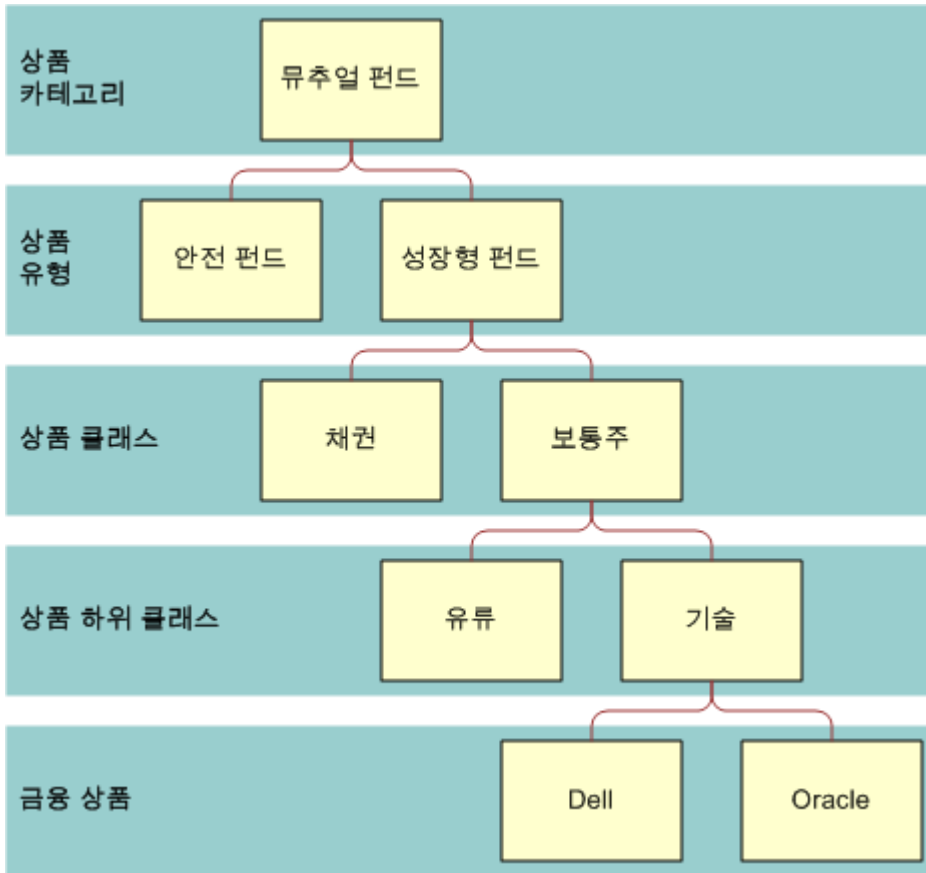 상품
카테고리
뮤추얼 펀드
상품
유형
안전 펀드
성장형 펀드
상품 클래스
채권
보통주
상품 하위 클래스
유류
기술
금융 상품
Dell
Oracle